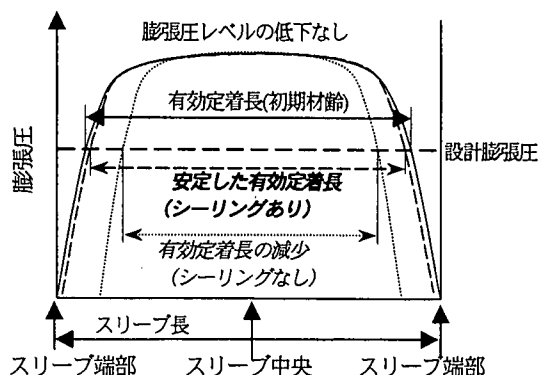 膨張圧レベルの低下なし
有効定着長(初期材齢)
膨張圧
設計膨張圧
安定した有効定着長
(シーリングあり)
有効定着長の減少
(シーリングなし)
スリーブ長
スリーブ端部 スリーブ中央 スリーブ端部